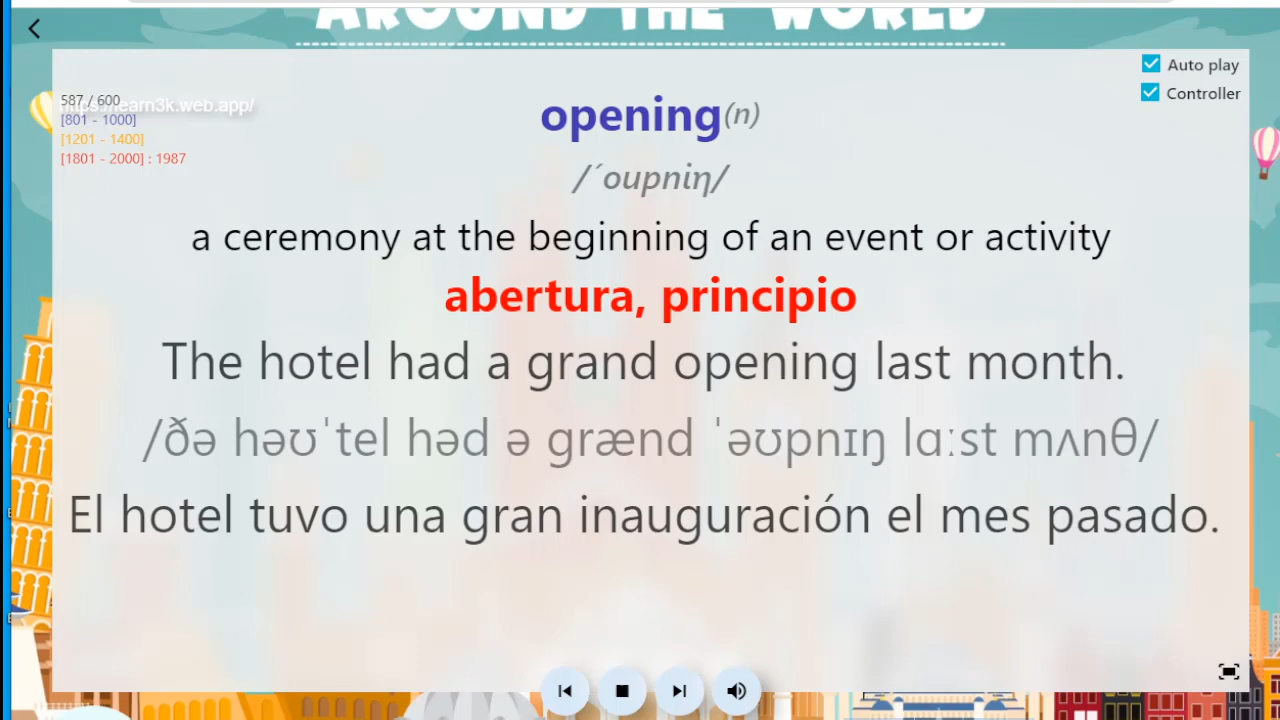 AROUND THE WORLD
Auto play
Controller
587 / 600
https://learn3k.web.app/
[801 - 1000]
[1201 - 1400]
[1801 - 2000] : 1987
opening(n)
/´oupniη/
a ceremony at the beginning of an event or activity
abertura, principio
The hotel had a grand opening last month.
/ðə həʊˈtel həd ə grænd ˈəʊpnɪŋ lɑːst mʌnθ/
El hotel tuvo una gran inauguración el mes pasado.